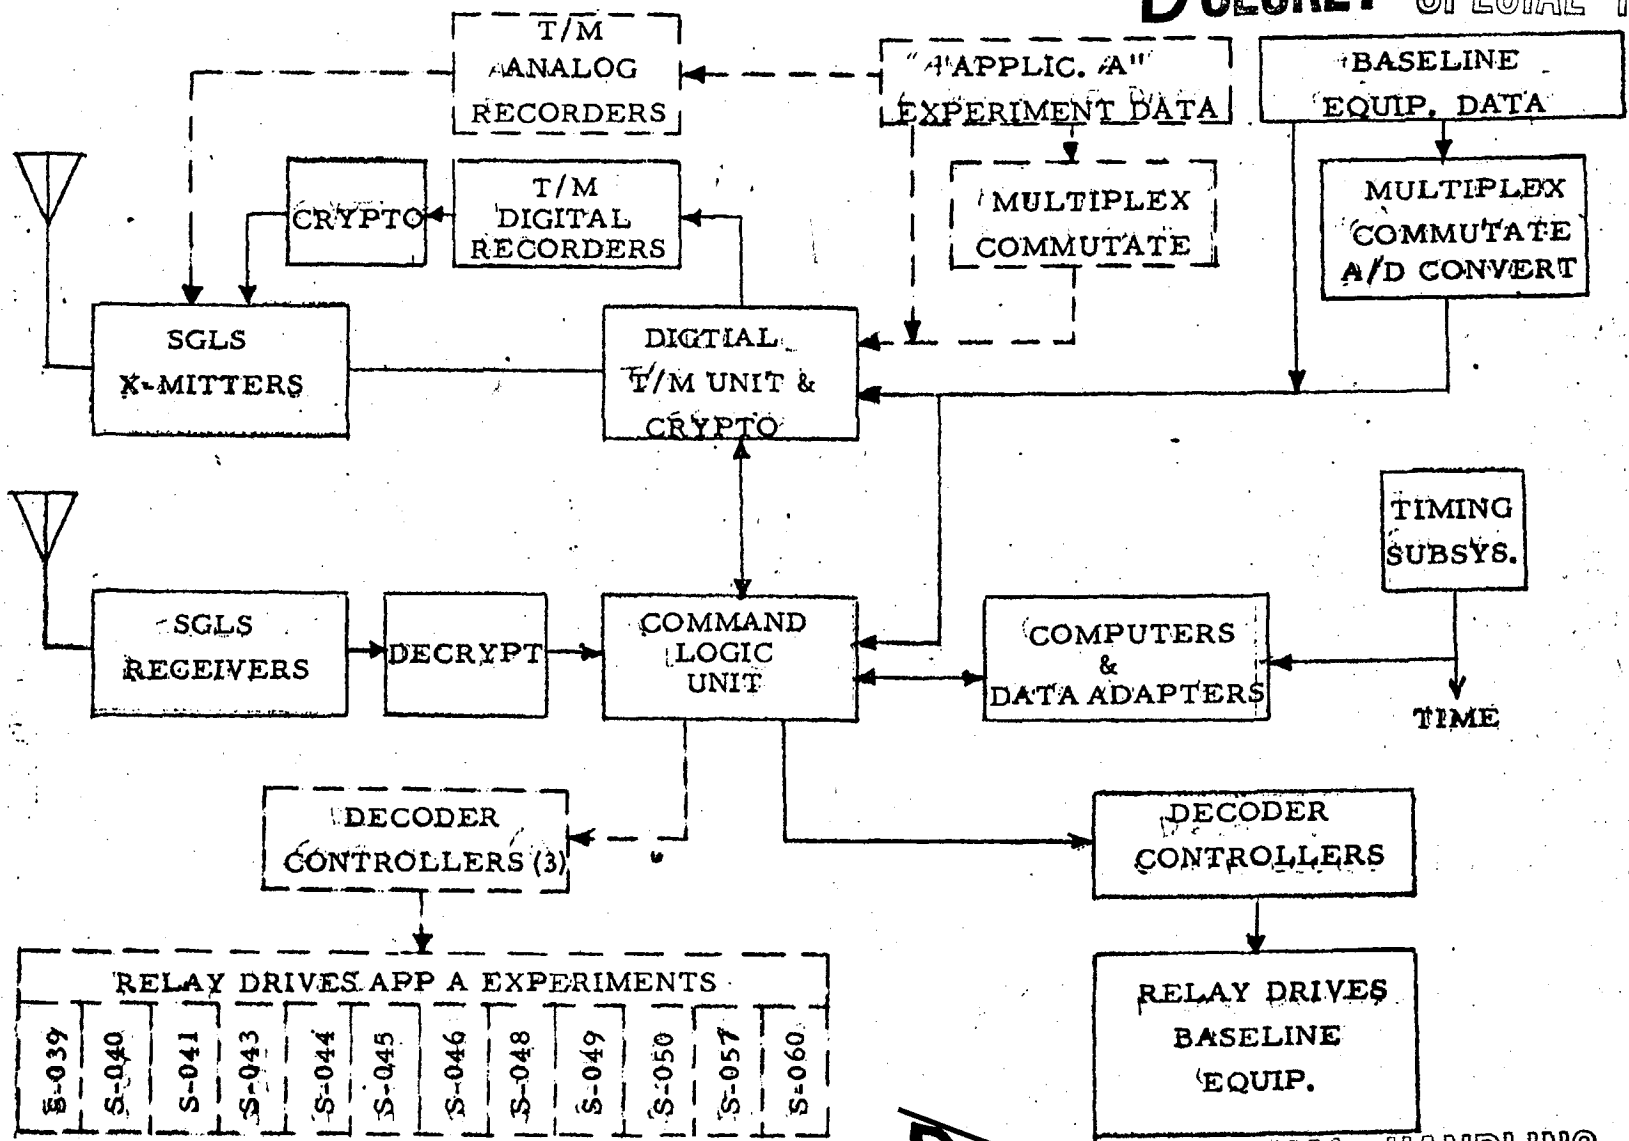 SECRET SPECIAL
T/M
ANALOG
RECORDERS
"APPLIC. A"
EXPERIMENT DATA
BASELINE
EQUIP. DATA
CRYPTO
T/M
DIGITAL
RECORDERS
MULTIPLEX
COMMUTATE
MULTIPLEX
COMMUTATE
A/D CONVERT
SGLS
X-MITTERS
DIGTIAL
T/M UNIT &
CRYPTO
TIMING
SUBSYS.
SGLS
RECEIVERS
DECRYPT
COMMAND
LOGIC
UNIT
COMPUTERS
&
DATA ADAPTERS
TIME
DECODER
CONTROLLERS (3)
DECODER
CONTROLLERS
RELAY DRIVES APP A EXPERIMENTS
S-039
S-040
S-041
S-043
S-044
S-045
S-046
S-048
S-049
S-050
S-057
S-060
RELAY DRIVES
BASELINE
EQUIP.
HANDLING